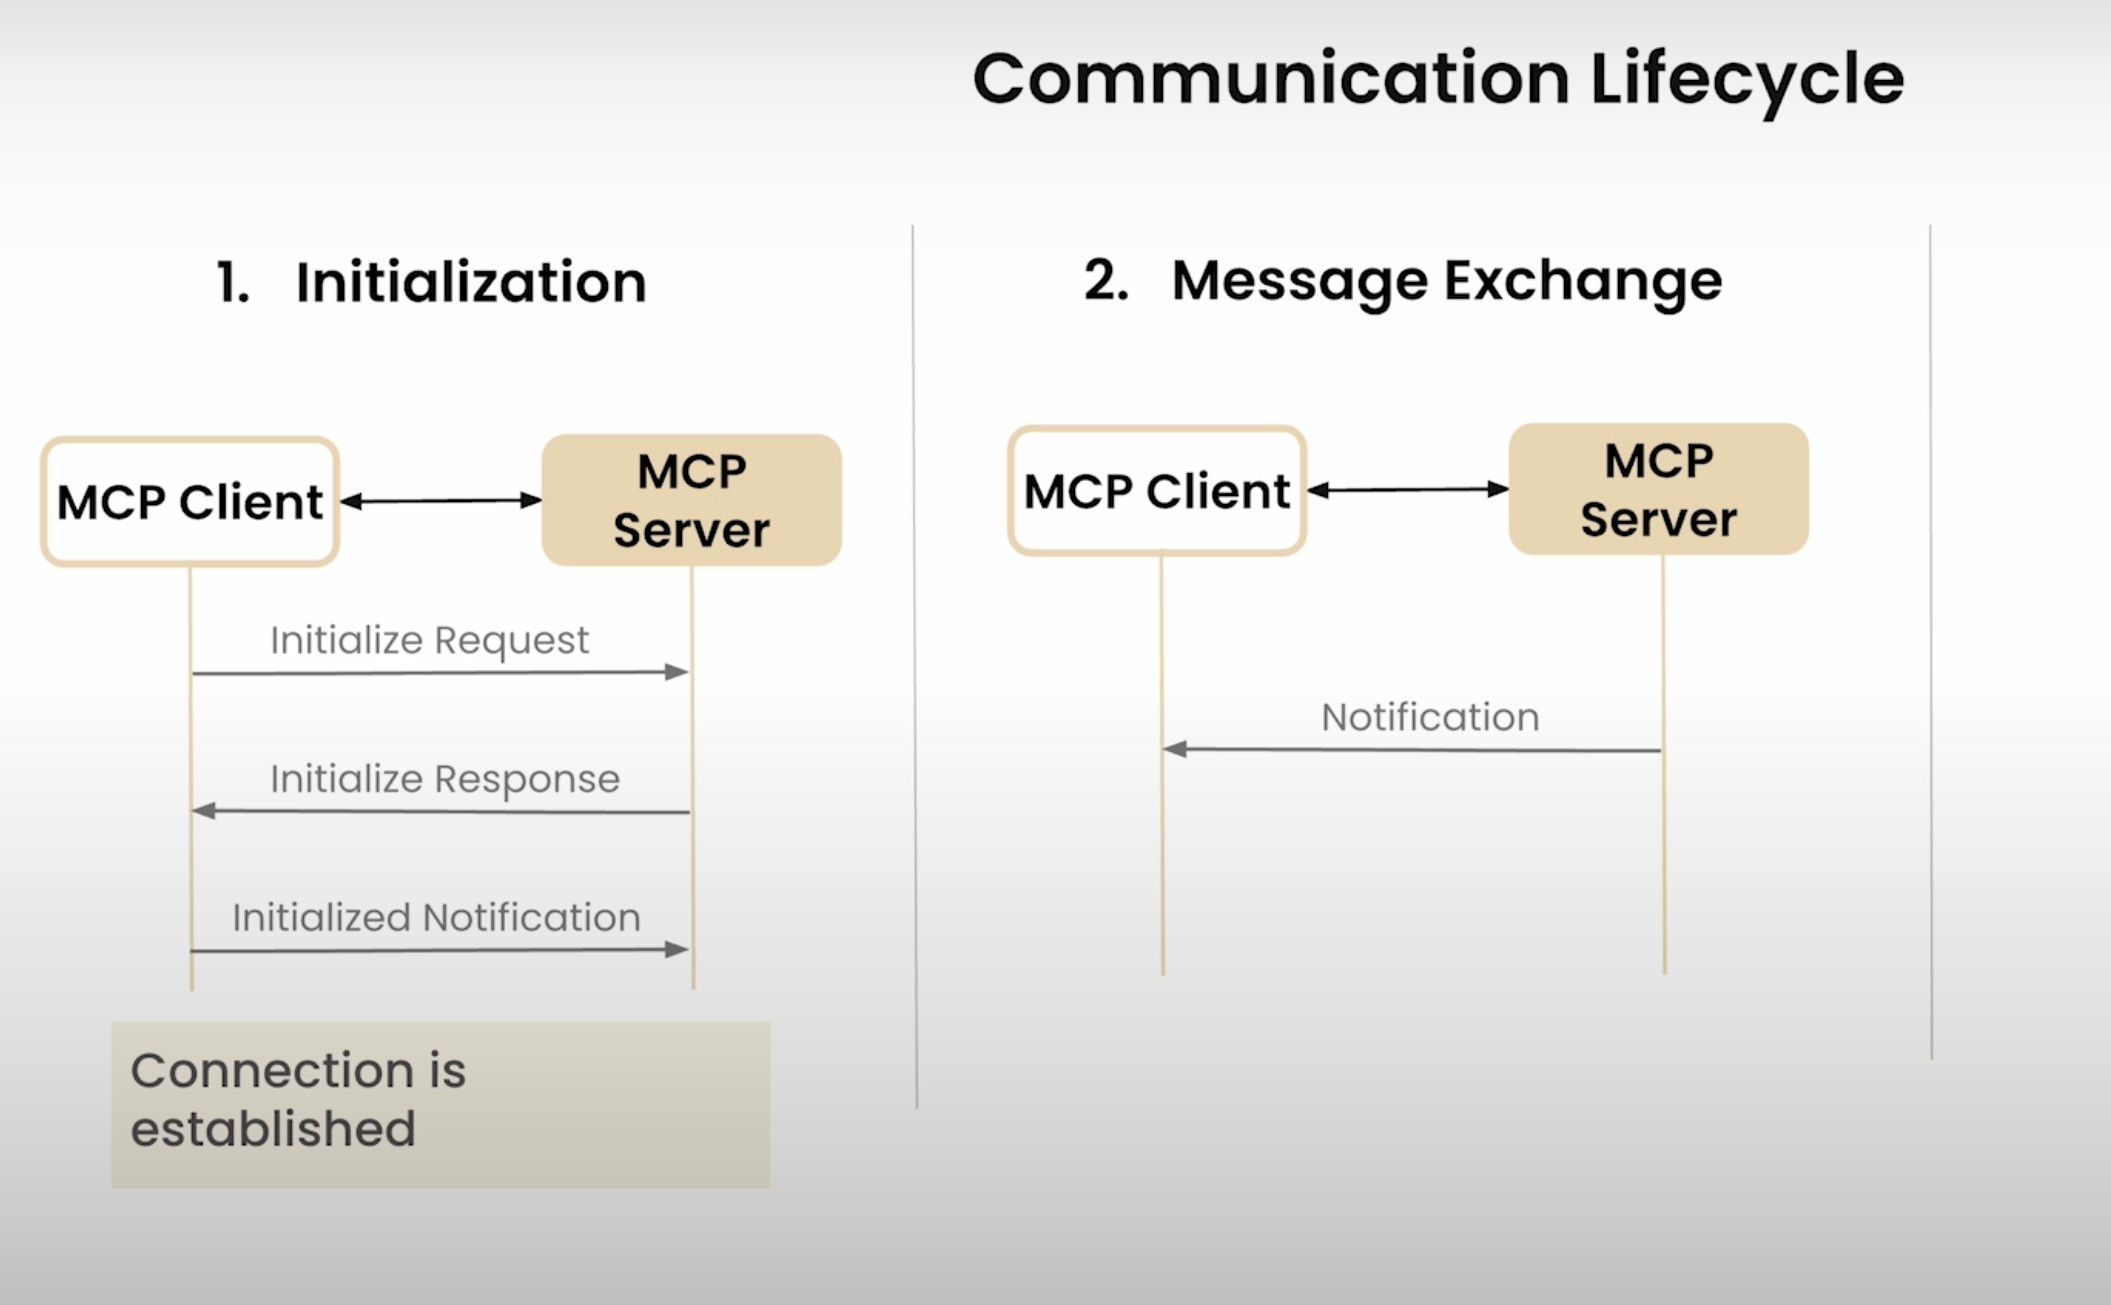 Communication Lifecycle
1. Initialization
MCP Client
MCP
Server
Initialize Request
Initialize Response
Initialized Notification
Connection is
established
2. Message Exchange
MCP Client
MCP
Server
Notification